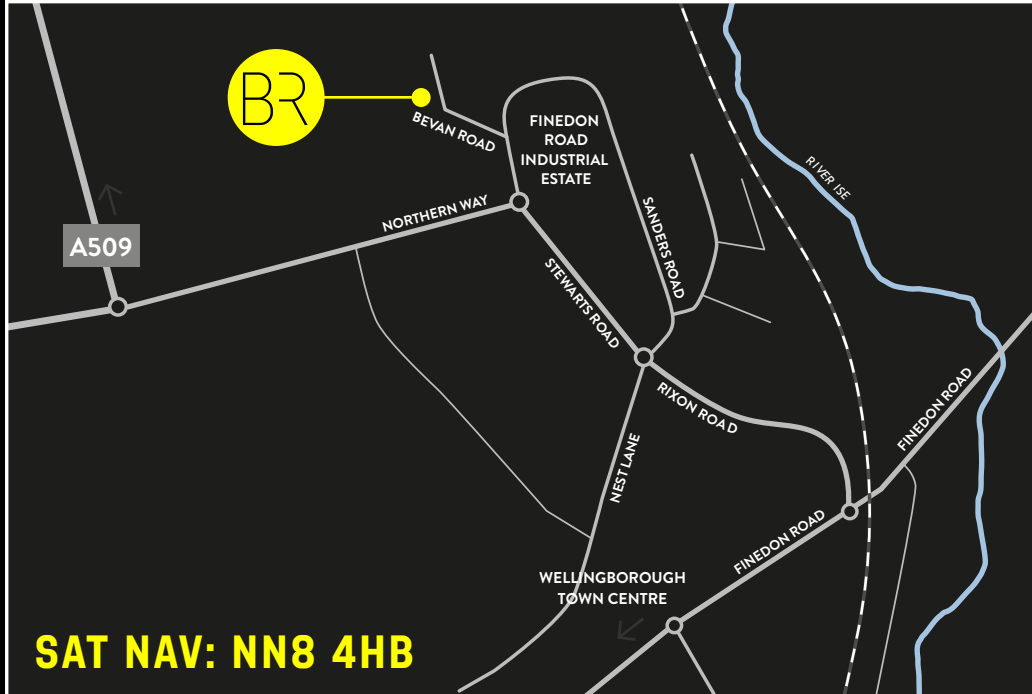 BR
BEVAN ROAD
FINEDON
ROAD
INDUSTRIAL
ESTATE
RIVER ISE
NORTHERN WAY
SANDERS ROAD
A509
STEWARTS ROAD
RIXON ROAD
FINEDON ROAD
NEST LANE
FINEDON ROAD
WELLINGBOROUGH
TOWN CENTRE
SAT NAV: NN8 4HB